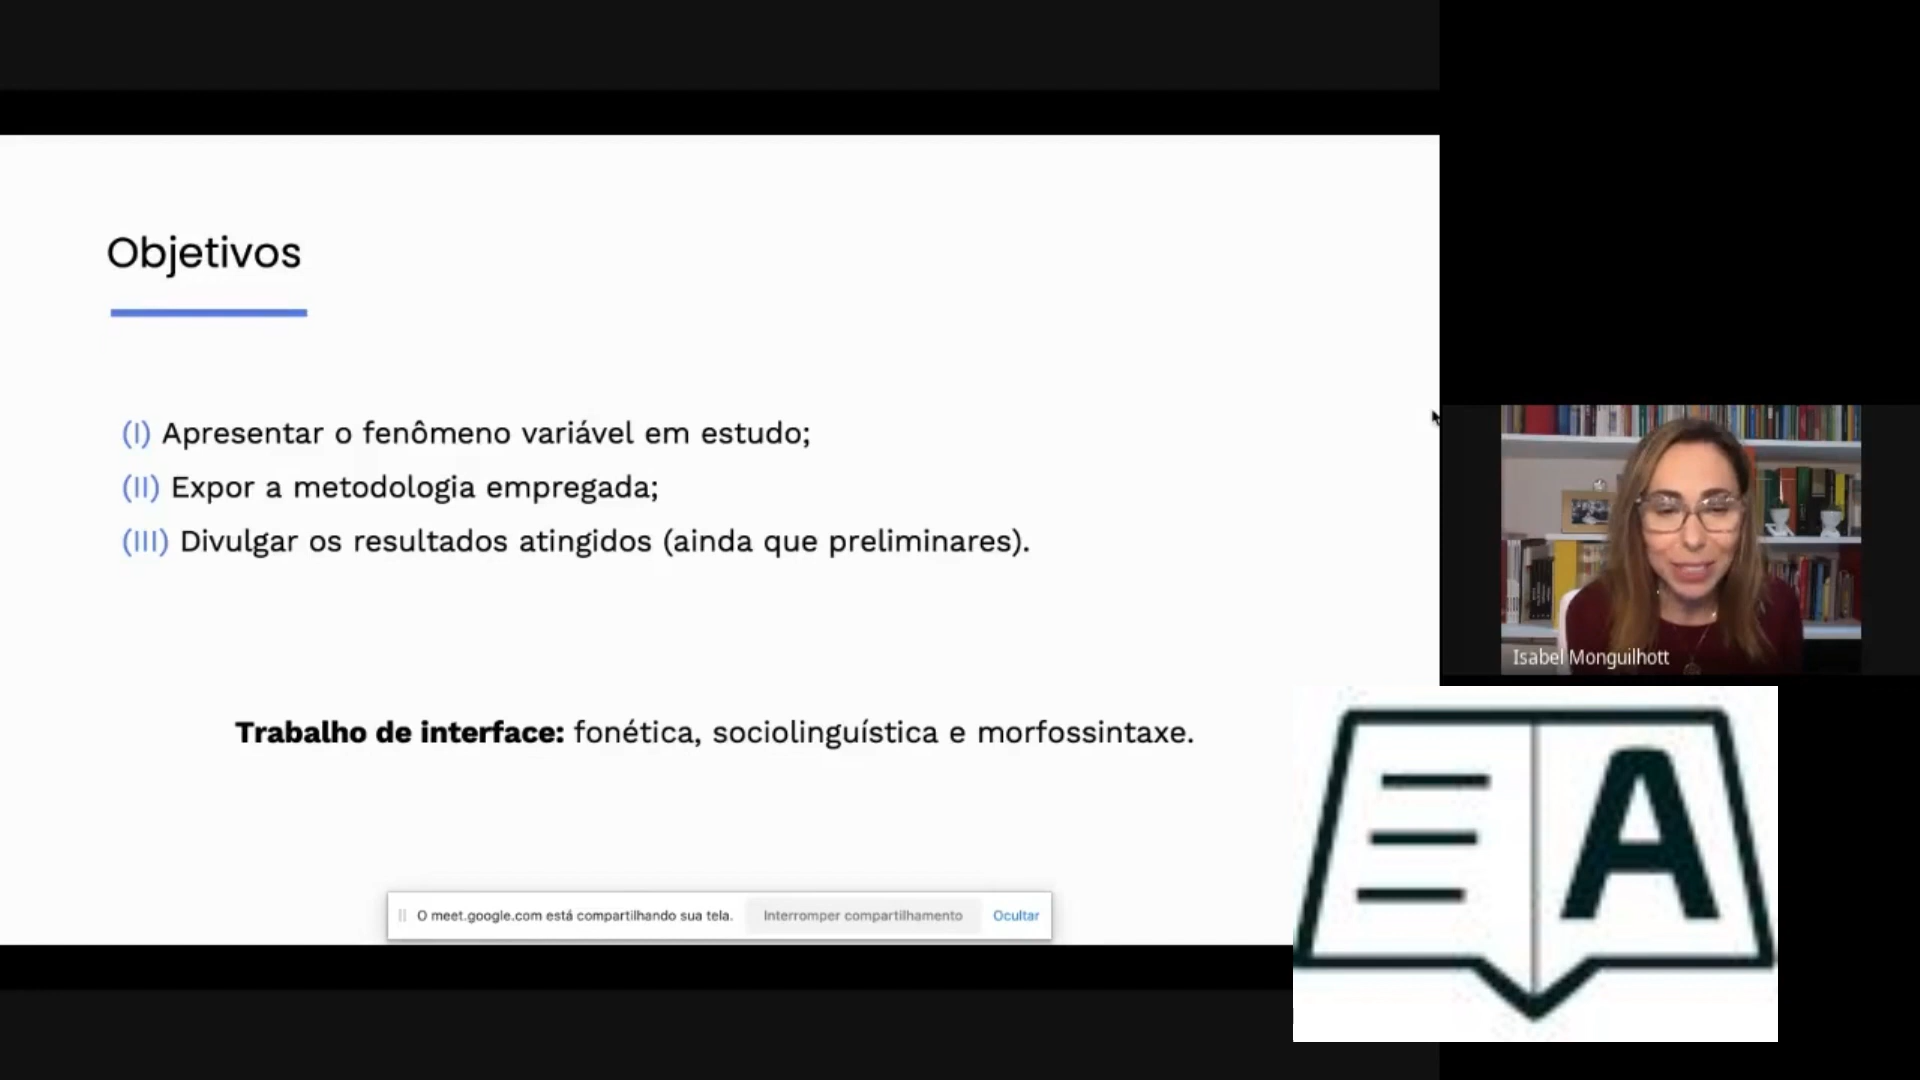 Objetivos
(I) Apresentar o fenômeno variável em estudo;
(II) Expor a metodologia empregada;
(III) Divulgar os resultados atingidos (ainda que preliminares).
Trabalho de interface: fonética, sociolinguística e morfossintaxe.
O meet.google.com está compartilhando sua tela. Interromper compartilhamento Ocultar
Isabel Monguilhott
A